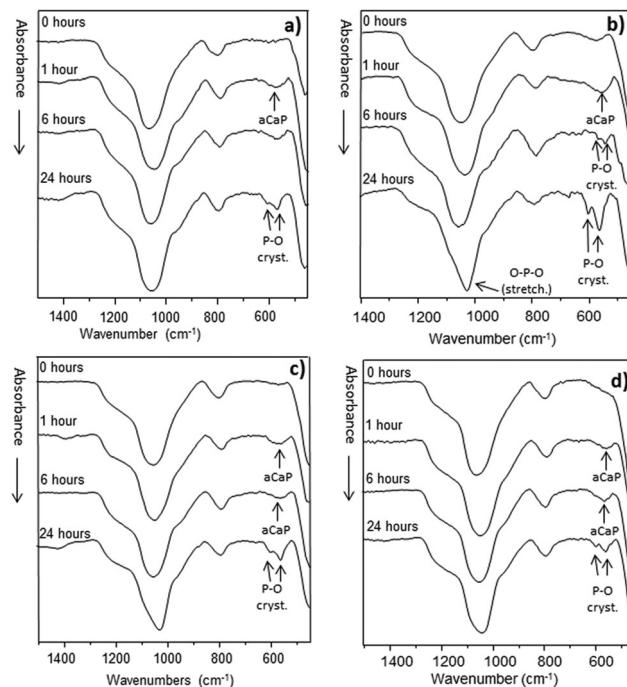 a)
Absorbance
0 hours
1 hour
aCaP
6 hours
24 hours
P-O
cryst.
1400 1200 1000 800 600
Wavenumber (cm-1)
b)
Absorbance
0 hours
1 hour
aCaP
6 hours
P-O
cryst.
24 hours
P-O
cryst.
O-P-O
(stretch.)
1400 1200 1000 800 600
Wavenumber (cm-1)
c)
Absorbance
0 hours
1 hour
aCaP
6 hours
aCaP
24 hours
P-O
cryst.
1400 1200 1000 800 600
Wavenumbers (cm-1)
d)
Absorbance
0 hours
1 hour
aCaP
6 hours
aCaP
24 hours
P-O
cryst.
1400 1200 1000 800 600
Wavenumber (cm-1)